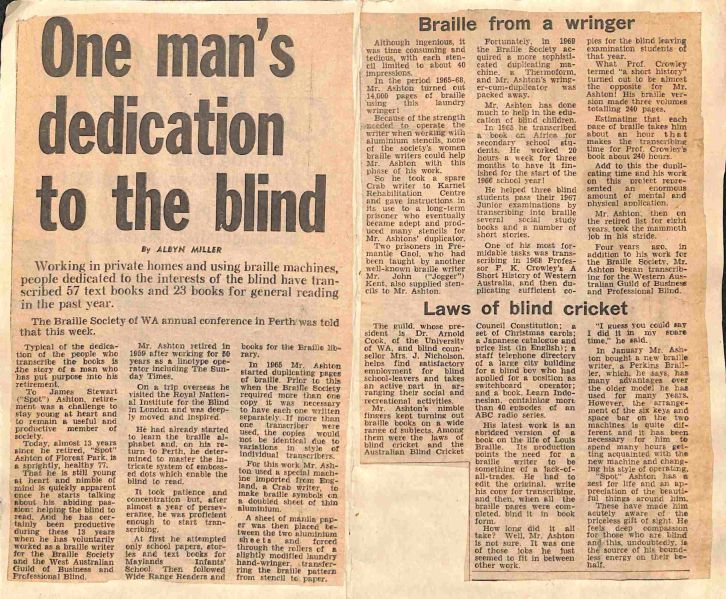 One man's
dedication
to the blind
By ALBYN MILLER
Working in private homes and using braille machines,
people dedicated to the interests of the blind have tran-
scribed 57 text books and 23 books for general reading
in the past year.
The Braille Society of WA annual conference in Perth was told
that this week.
Typical of the dedica-
tion of the people who
transcribe the books is
the story of a man who
has put purpose into his
retirement.
To James Stewart
("Spot") Ashton, retire-
ment was a challenge to
stay young at heart and
to remain a useful and
productive member of
society.
Today, almost 13 years
since he retired, "Spot"
Ashton of Floreat Park, is
a sprightly, healthy 77.
That he is still young
at heart and nimble of
mind is quickly apparent
once he starts talking
about his abiding pas-
sion: helping the blind to
read. And he has cer-
tainly been productive
during these 13 years
when he has voluntarily
worked as a braille writer
for the Braille Society
and the West Australian
Guild of Business and
Professional Blind.
Mr. Ashton retired in
1959 after working for 50
years as a linotype ope-
rator including The Sun-
day Times.
On a trip overseas he
visited the Royal Nation-
al Institute for the Blind
in London and was deep-
ly moved and inspired.
He had already started
to learn the braille al-
phabet and, on his re-
turn to Perth, he deter-
mined to master the in-
tricate system of emboss-
ed dots which enable the
blind to read.
It took patience and
concentration but, after
almost a year of persev-
erance, he was proficient
enough to start tran-
scribing.
At first he attempted
only school papers, stor-
ies and text books for
Maylands Infants'
School. Then followed
Wide Range Readers and
books for the Braille lib-
rary.
In 1965 Mr. Ashton
started duplicating pages
of braille. Prior to this
when the Braille Society
required more than one
copy it was necessary
to have each one written
separately. If more than
one transcriber were
used, the copies would
not be identical due to
variations in style of
individual transcribers.
For this work Mr. Ash-
ton used a special mach-
ine imported from Eng-
land, a Crab writer, to
make braille symbols on
a doubled sheet of thin
aluminium.
A sheet of manila pap-
er was then placed be-
tween the two aluminium
sheets and forced
through the rollers of a
slightly modified laundry
hand-wringer, transfer-
ring the braille pattern
from stencil to paper.
Braille from a wringer
Although ingenious, it
was time consuming and
tedious, with each sten-
cil limited to about 40
impressions.
In the period 1965-68,
Mr. Ashton turned out
14,000 pages of braille
using this laundry
wringer!
Because of the strength
needed to operate the
writer when working with
aluminium stencils, none
of the society's women
braille writers could help
Mr. Ashton with this
phase of his work.
So he took a spare
Crab writer to Karnet
Rehabilitation Centre
and gave instructions in
its use to a long-term
prisoner who eventually
became adept and prod-
uced many stencils for
Mr. Ashtons' duplicator.
Two prisoners in Fre-
mantle Gaol, who had
been taught by another
well-known braille writer
Mr. John ("Jogge") 
Kent, also supplied sten-
cils to Mr. Ashton.
Fortunately, in 1969
the Braille Society ac-
quired a more sophisti-
cated duplicating ma-
chine, a Thermoform,
and Mr. Ashton's wring-
er-cum-duplicator was
packed away.
Mr. Ashton has done
much to help in the edu-
cation of blind children.
In 1965 he transcribed
a book on Africa for
secondary school stu-
dents. He worked 20
hours a week for three
months to have it fin-
ished for the start of the
1966 school year!
He helped three blind
students pass their 1967
Junior examinations by
transcribing into braille
several social study
books and a number of
short stories.
One of his most for-
midable tasks was trans-
cribing in 1968 Profes-
sor F. K. Crowley's A
Short History of Western
Australia, and then du-
plicating sufficient co-
pies for the blind leaving
examination students of
that year.
What Prof. Crowley
termed "a short history"
turned out to be almost
the opposite for Mr.
Ashton! His braille ver-
sion made three volumes
totalling 240 pages.
Estimating that each
page of braille takes him
about an hour that
makes the transcribing
time for Prof. Crowley's
book about 240 hours.
Add to this the dupli-
cating time and his work
on this project repre-
sented an enormous
amount of mental and
physical application.
Mr. Ashton, then on
the retired list for eight
years, took the mammoth
job in his stride.
Four years ago, in
addition to his work for
the Braille Society, Mr.
Ashton began transcrib-
ing for the Western Aus-
tralian Guild of Business
and Professional Blind.
Laws of blind cricket
The guild, whose pres-
ident is Dr. Arnold
Cook, of the University
of WA, and blind coun-
sellor Mrs. J. Nicholson,
helps find satisfactory
employment for blind
school-leavers and takes
an active part in ar-
ranging their social and
recreational activities.
Mr. Ashton's nimble
fingers kept turning out
braille books on a wide
range of subjects. Among
them were the laws of
blind cricket and the
Australian Blind Cricket
Council Constitution; a
set of Christmas carols;
a Japanese catalogue and
price list (in English); a
staff telephone directory
of a large city building
for a blind boy who had
applied for a position as
switchboard operator;
and a book, Learn Indo-
nesian, containing more
than 40 episodes of an
ABC radio series.
His latest work is an
abridged version of a
book on the life of Louis
Braille. Its production
points the need for a
braille writer to be
something of a lack-of-
all-trades. He had to
edit the original, write
his copy for transcribing,
and then, when all the
braille pages were com-
pleted, bind it in book
form.
How long did it all
take? Well, Mr. Ashton
is not sure. It was one
of those jobs he just
seemed to fit in between
other work.
"I guess you could say
I did it in my spare
time," he said.
In January Mr. Ash-
ton bought a new braille
writer, a Perkins Brail-
ler, which, he says, has
many advantages over
the older model he has
used for many years.
However, the arrange-
ment of the six keys and
space bar on the two
machines is quite dif-
ferent and it has been
necessary for him to
spend many hours get-
ting acquainted with the
new machine and chang-
ing his style of operating.
"Spot" Ashton has a
zest for life and an ap-
preciation of the beauti-
ful things around him.
These have made him
acutely aware of the
priceless gift of sight. He
feels deep compassion
for those who are blind
and this, undoubtedly, is
the source of his bound-
less energy on their be-
half.